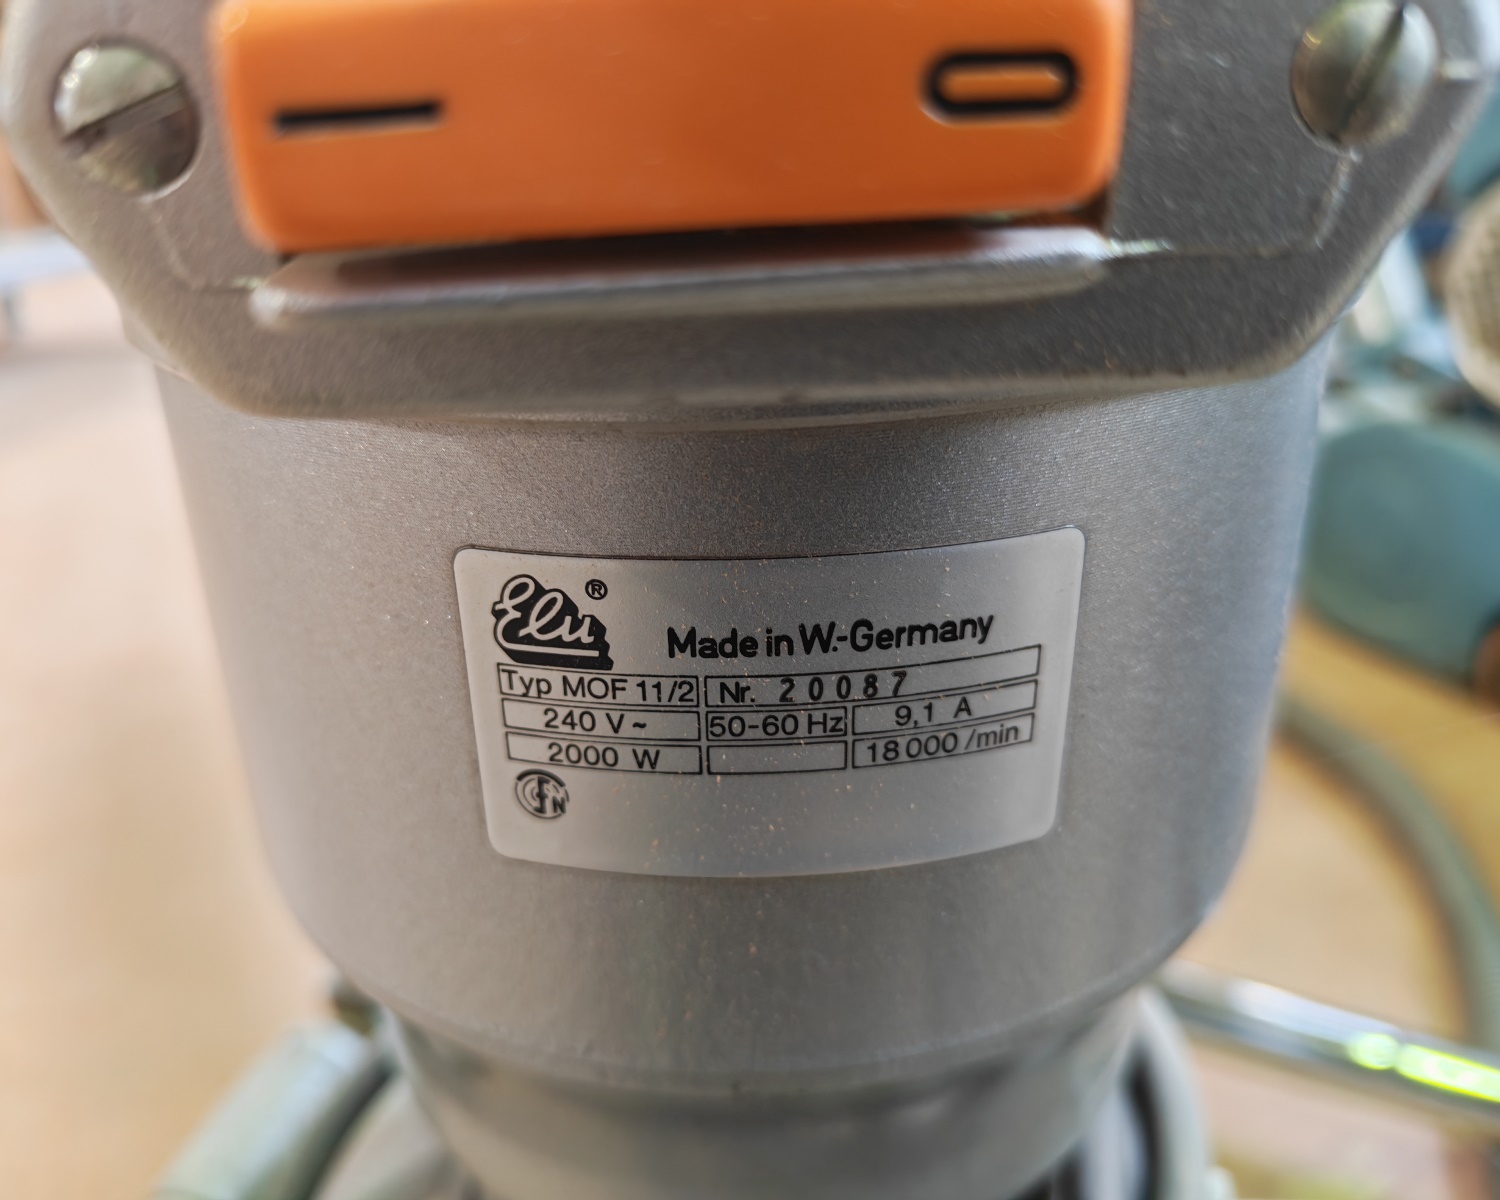 — 0
Elu ®
Made in W.-Germany
Typ MOF 11/2 Nr. 20087
240 V~ 50-60 Hz 9,1 A
2000 W 18000 /min